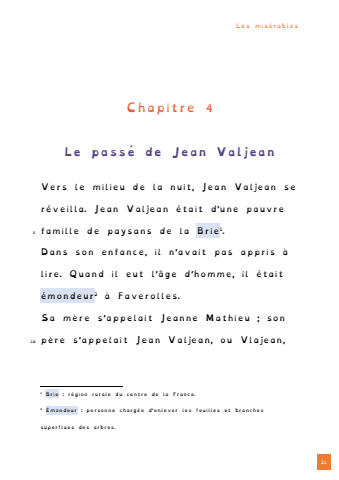 Les misérables
Chapitre 4
Le passé de Jean Valjean
Vers le milieu de la nuit, Jean Valjean se
réveilla. Jean Valjean était d'une pauvre
5 famille de paysans de la Brie¹.
Dans son enfance, il n'avait pas appris à
lire. Quand il eut l'âge d'homme, il était
émondeur² à Faverolles.
Sa mère s'appelait Jeanne Mathieu ; son
10 père s'appelait Jean Valjean, ou Vlajean,
¹ Brie : région rurale du centre de la France.
² Émondeur : personne chargée d'enlever les feuilles et branches
superflues des arbres.
21